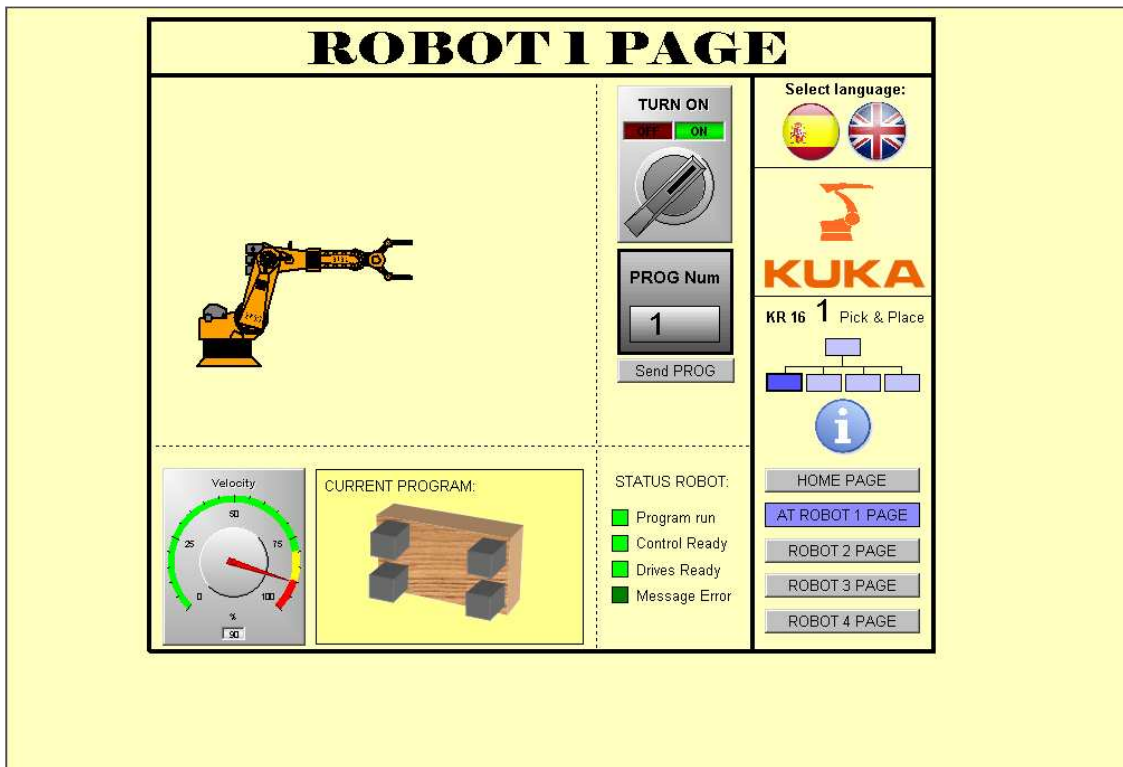 ROBOT 1 PAGE
TURN ON
OFF ON
PROG Num
1
Send PROG
Select language:
KUKA
KR 16 1 Pick & Place
HOME PAGE
AT ROBOT 1 PAGE
ROBOT 2 PAGE
ROBOT 3 PAGE
ROBOT 4 PAGE
Velocity
0 25 50 75 100
%
90
CURRENT PROGRAM:
STATUS ROBOT:
Program run
Control Ready
Drives Ready
Message Error